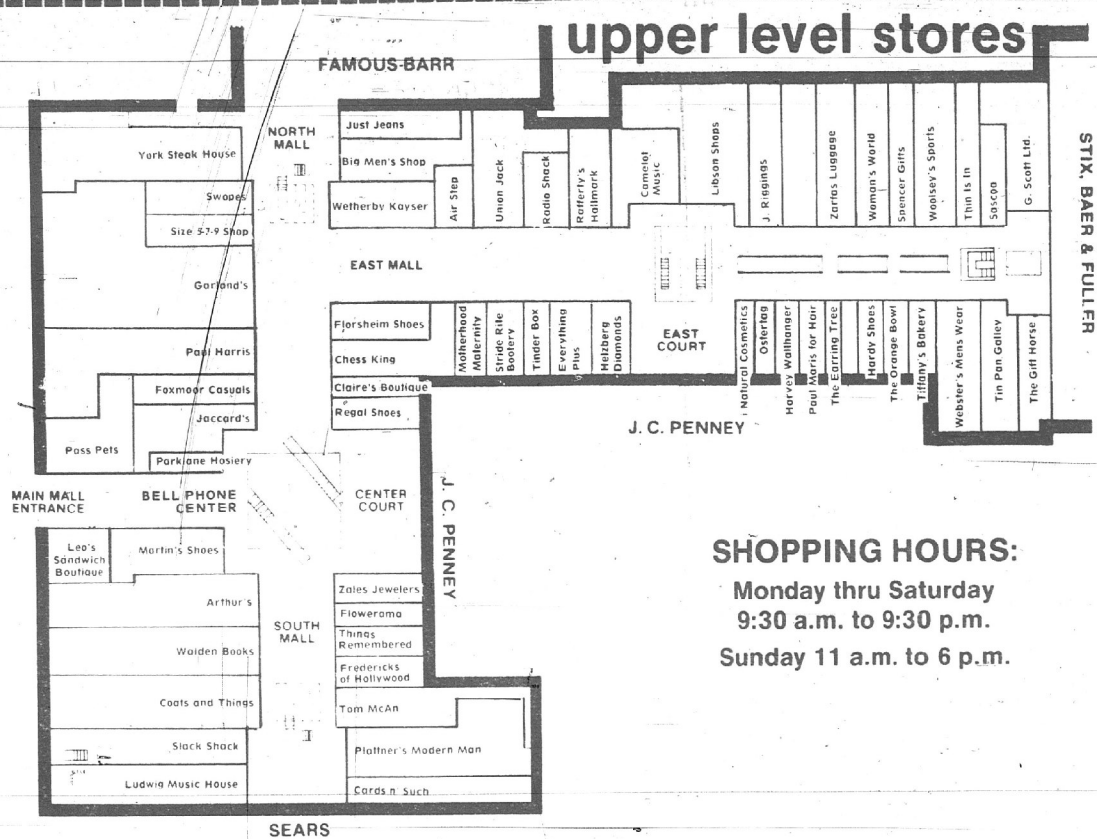 upper level stores
FAMOUS-BARR
NORTH
MALL
York Steak House
Swopes
Size 5-7-9 Shop
Garland's
Paul Harris
Foxmoor Casuals
Jaccard's
Pass Pets
Parklane Hosiery
Just Jeans
Big Men's Shop
Wetherby Kayser
Air Step
Union Jack
Radio Shack
Rafferty's
Hallmark
Camelot
Music
Libson Shops
J. Riggings
Zarfas Luggage
Woman's World
Spencer Gifts
Woolsey's Sports
Thin Is In
Sascpa
G. Scott Ltd.
STIX, BAER & FULLER
EAST MALL
Florsheim Shoes
Chess King
Claire's Boutique
Regal Shoes
Motherhood
Maternity
Stride Rite
Bootery
Tinder Box
Everything
Plus
Helzberg
Diamonds
EAST
COURT
Natural Cosmetics
Ostertag
Harvey Wallhanger
Paul Maris for Hair
The Earring Tree
Hardy Shoes
The Orange Bowl
Tiffany's Bakery
Webster's Mens Wear
Tin Pan Galley
The Gift Horse
J. C. PENNEY
MAIN MALL
ENTRANCE
BELL PHONE
CENTER
CENTER
COURT
J. C. PENNEY
Leo's
Sandwich
Boutique
Martin's Shoes
Arthur's
Walden Books
Coats and Things
Slack Shack
Ludwig Music House
SOUTH
MALL
Zales Jewelers
Flowerama
Things
Remembered
Fredericks
of Hollywood
Tom McAn
Plaffner's Modern Man
Cards n' Such
SEARS
SHOPPING HOURS:
Monday thru Saturday
9:30 a.m. to 9:30 p.m.
Sunday 11 a.m. to 6 p.m.